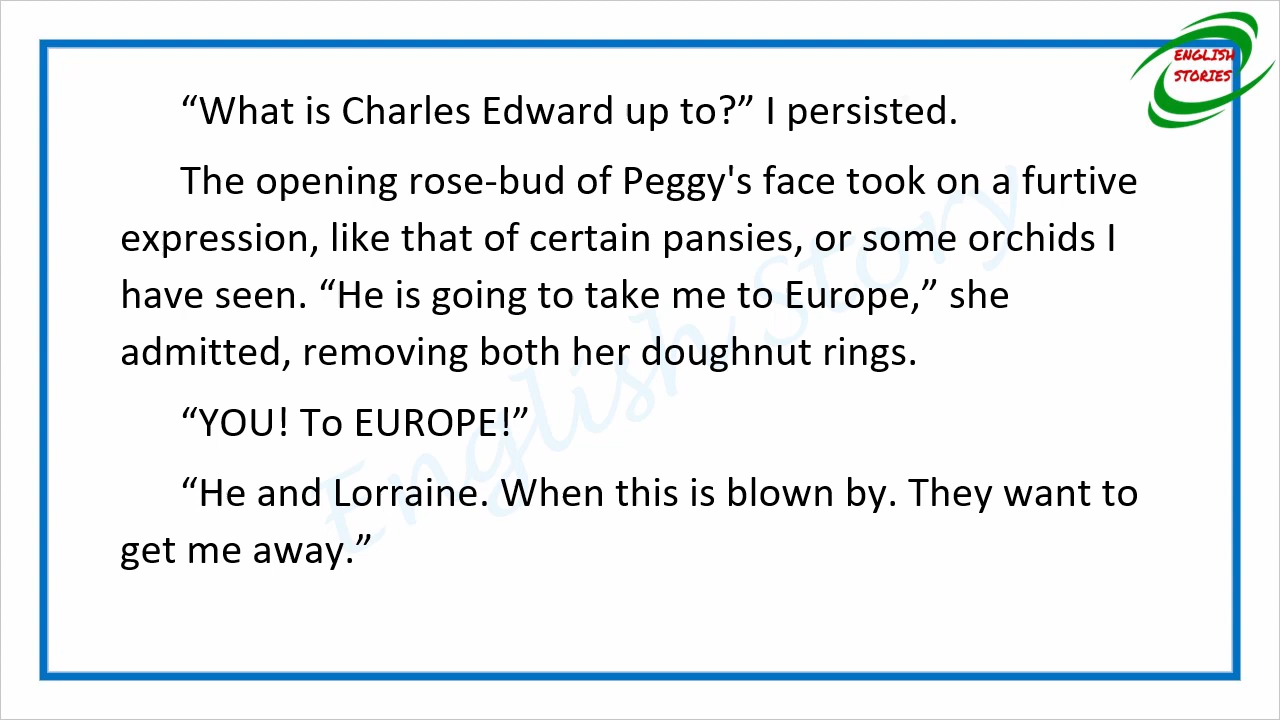 ENGLISH
STORIES
“What is Charles Edward up to?” I persisted.
The opening rose-bud of Peggy's face took on a furtive
expression, like that of certain pansies, or some orchids I
have seen. “He is going to take me to Europe,” she
admitted, removing both her doughnut rings.
“YOU! To EUROPE!”
“He and Lorraine. When this is blown by. They want to
get me away.”
English Story